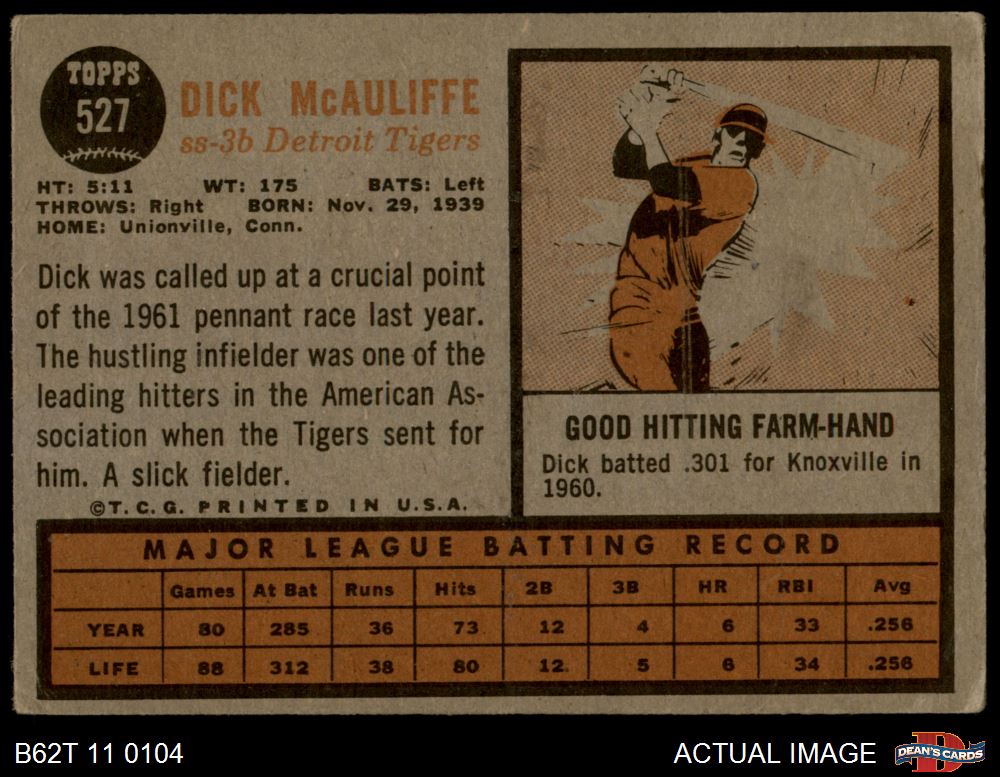 TOPPS
527
DICK McAULIFFE
ss-3b Detroit Tigers
HT: 5:11 WT: 175 BATS: Left
THROWS: Right BORN: Nov. 29, 1939
HOME: Unionville, Conn.
Dick was called up at a crucial point
of the 1961 pennant race last year.
The hustling infielder was one of the
leading hitters in the American As-
sociation when the Tigers sent for
him. A slick fielder.
©T.C.G. PRINTED IN U.S.A.
GOOD HITTING FARM-HAND
Dick batted .301 for Knoxville in
1960.
MAJOR LEAGUE BATTING RECORD
Games At Bat Runs Hits 2B 3B HR RBI Avg
YEAR 80 285 36 73 12 4 6 33 .256
LIFE 88 312 38 80 12 5 6 34 .256
B62T 11 0104
ACTUAL IMAGE
D
DEAN'S CARDS